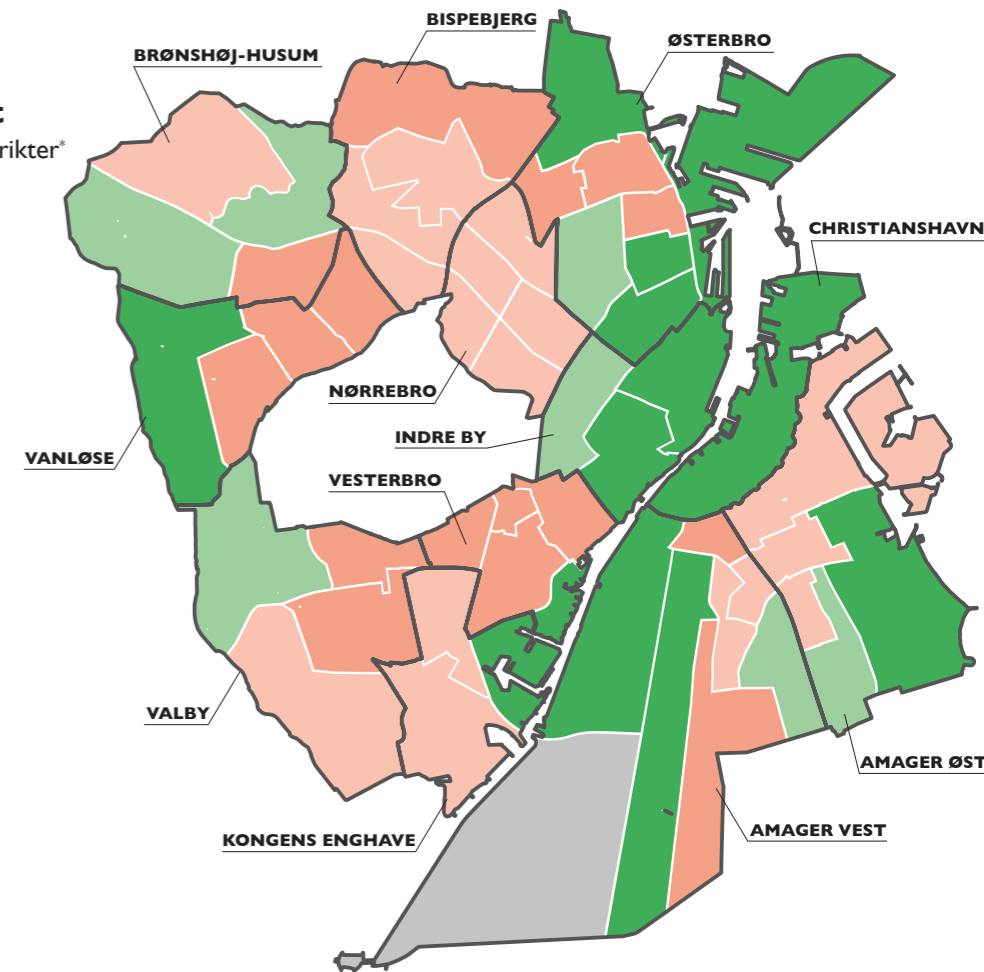 BISPEBJERG
ØSTERBRO
BRØNSHØJ-HUSUM
rikter*
CHRISTIANSHAVN
NØRREBRO
INDRE BY
VANLØSE
VESTERBRO
VALBY
AMAGER ØST
AMAGER VEST
KONGENS ENGHAVE